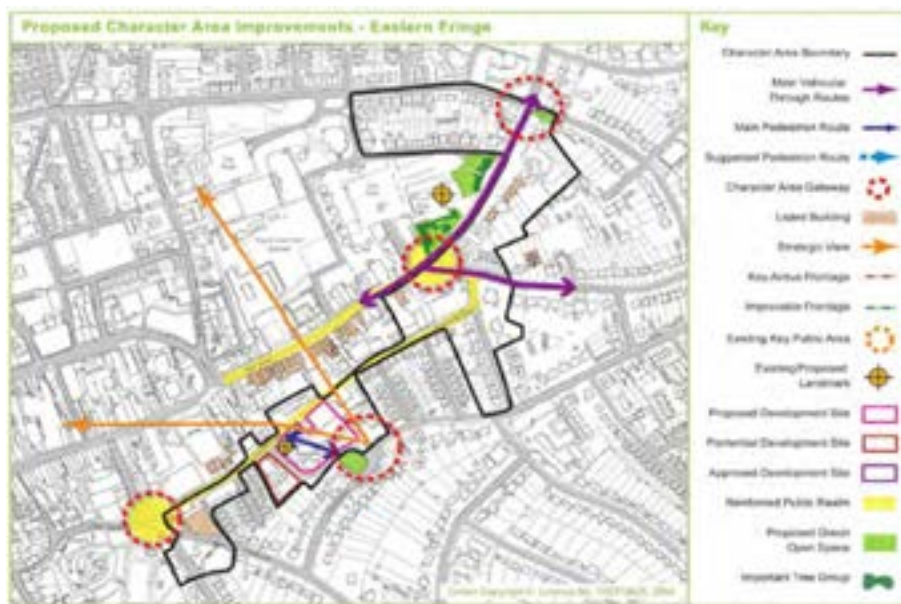 Proposed Character Area Improvements - Eastern Fringe
Key
Character Area Boundary
Main Vehicular
Through Routes
Main Pedestrian Route
Suggested Pedestrian Route
Character Area Gateway
Listed Building
Strategic View
Key Active Frontage
Improvable Frontage
Existing Key Public Area
Existing/Proposed
Landmark
Proposed Development Site
Potential Development Site
Approved Development Site
Reinforced Public Realm
Proposed Green
Open Space
Important Tree Group
Crown Copyright ©